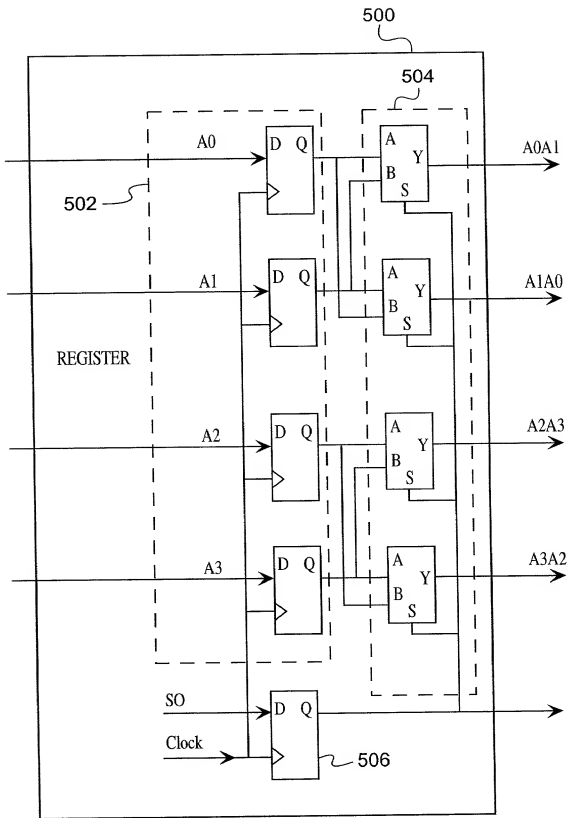 500
504
A0
D Q
A
B
Y
S
A0A1
502
A1
D Q
A
B
Y
S
A1A0
REGISTER
A2
D Q
A
B
Y
S
A2A3
A3
D Q
A
B
Y
S
A3A2
SO
D Q
Clock
506